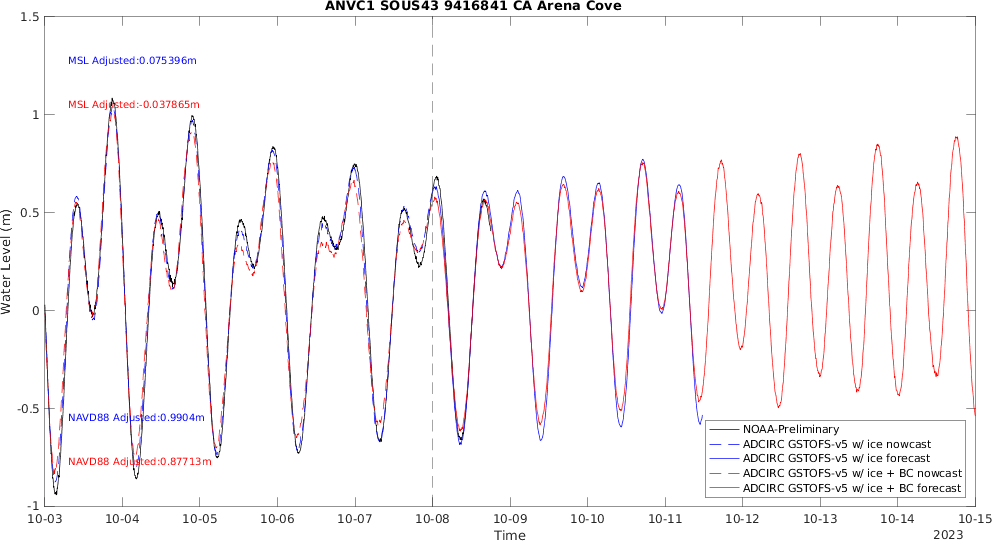 ANVC1 SOUS43 9416841 CA Arena Cove
1.5
1
0.5
0
-0.5
-1
Water Level (m)
MSL Adjusted:0.075396m
MSL Adjusted:-0.037865m
NAVD88 Adjusted:0.9904m
NAVD88 Adjusted:0.87713m
NOAA-Preliminary
ADCIRC GSTOFS-v5 w/ ice nowcast
ADCIRC GSTOFS-v5 w/ ice forecast
ADCIRC GSTOFS-v5 w/ ice + BC nowcast
ADCIRC GSTOFS-v5 w/ ice + BC forecast
10-03 10-04 10-05 10-06 10-07 10-08 10-09 10-10 10-11 10-12 10-13 10-14 10-15
Time
2023